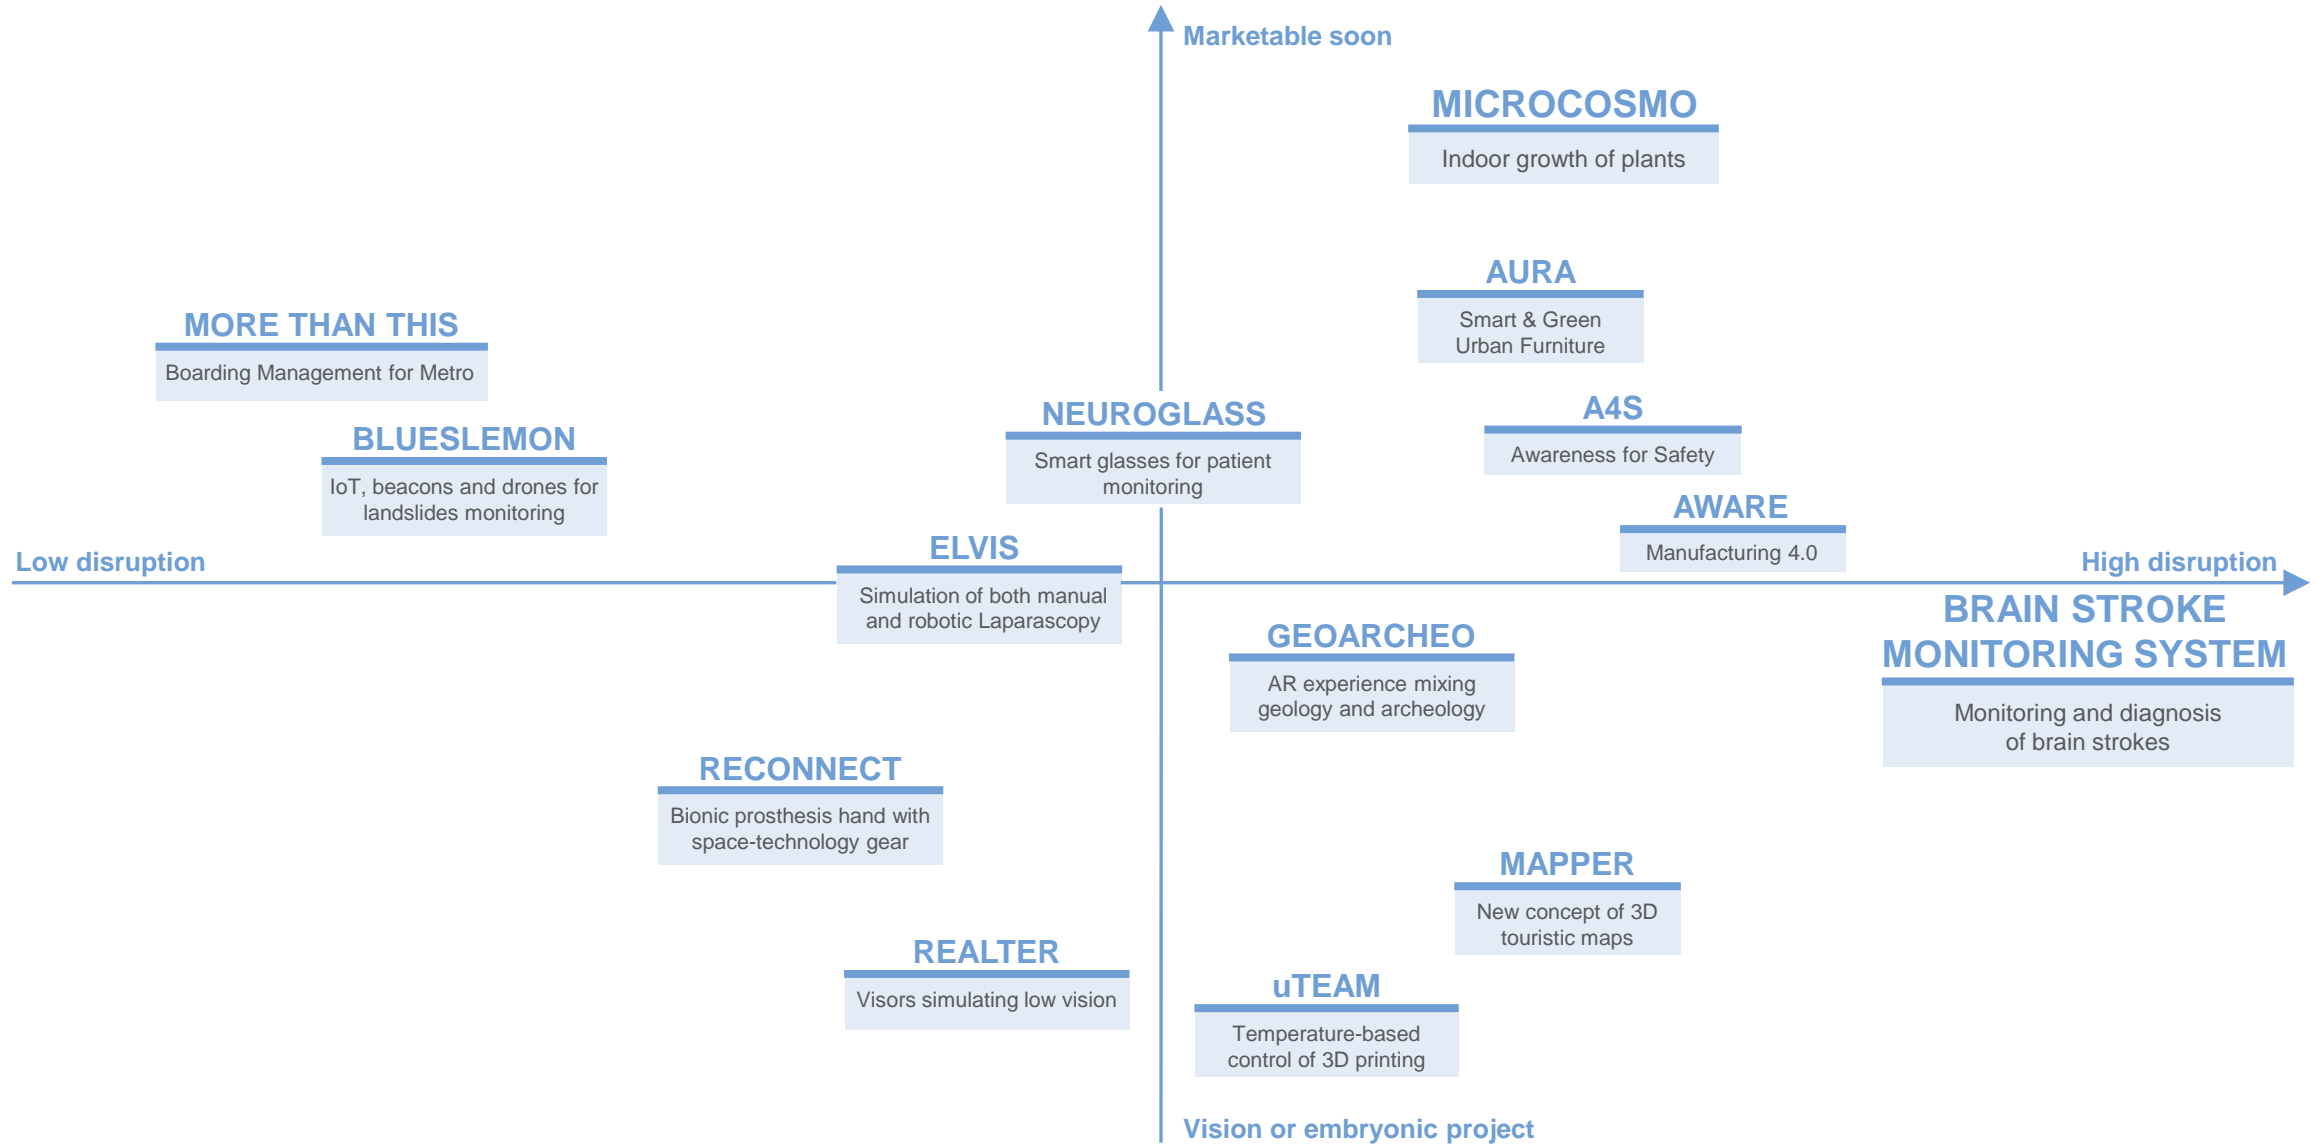 Marketable soon
MICROCOSMO
Indoor growth of plants
AURA
Smart & Green
Urban Furniture
MORE THAN THIS
Boarding Management for Metro
NEUROGLASS
Smart glasses for patient
monitoring
A4S
Awareness for Safety
BLUESLEMON
IoT, beacons and drones for
landslides monitoring
AWARE
Manufacturing 4.0
Low disruption
ELVIS
Simulation of both manual
and robotic Laparascopy
High disruption
BRAIN STROKE
MONITORING SYSTEM
Monitoring and diagnosis
of brain strokes
GEOARCHEO
AR experience mixing
geology and archeology
RECONNECT
Bionic prosthesis hand with
space-technology gear
MAPPER
New concept of 3D
touristic maps
REALTER
Visors simulating low vision
uTEAM
Temperature-based
control of 3D printing
Vision or embryonic project